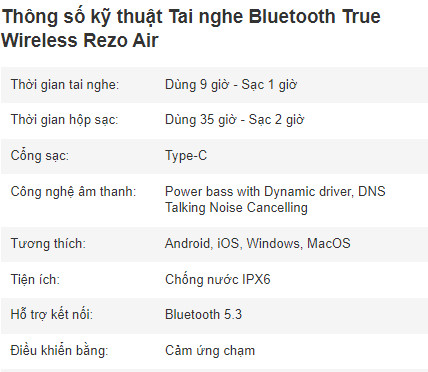 Thông số kỹ thuật Tai nghe Bluetooth True
Wireless Rezo Air
Thời gian tai nghe: Dùng 9 giờ - Sạc 1 giờ
Thời gian hộp sạc: Dùng 35 giờ - Sạc 2 giờ
Cổng sạc: Type-C
Công nghệ âm thanh: Power bass with Dynamic driver, DNS
Talking Noise Cancelling
Tương thích: Android, iOS, Windows, MacOS
Tiện ích: Chống nước IPX6
Hỗ trợ kết nối: Bluetooth 5.3
Điều khiển bằng: Cảm ứng chạm